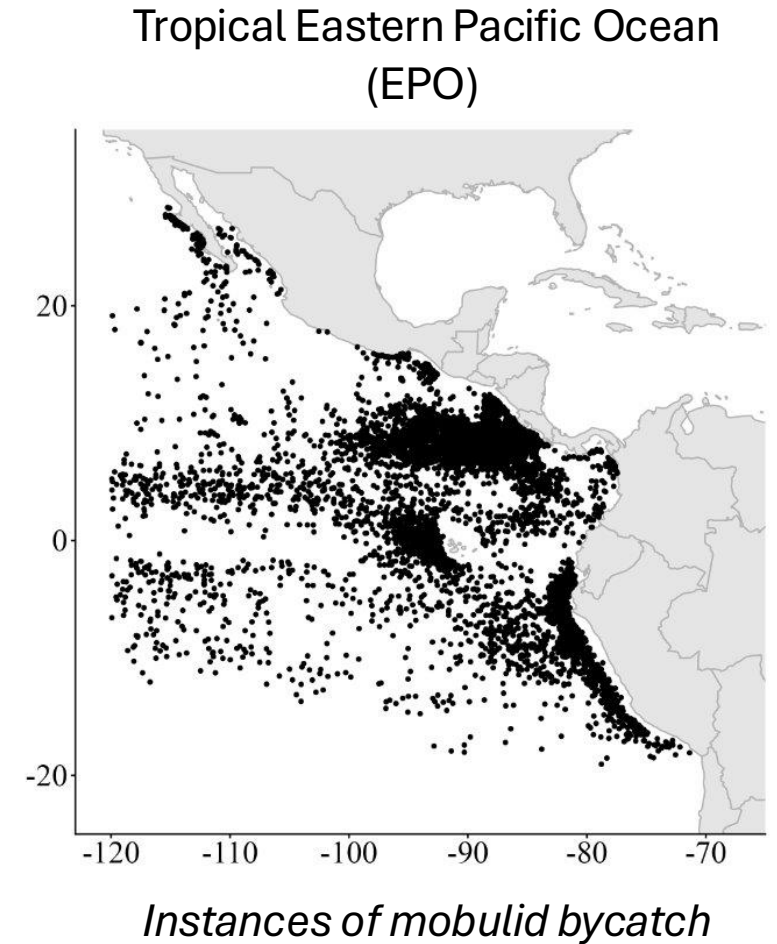 Tropical Eastern Pacific Ocean
(EPO)
20
0
-20
-120 -110 -100 -90 -80 -70
Instances of mobulid bycatch